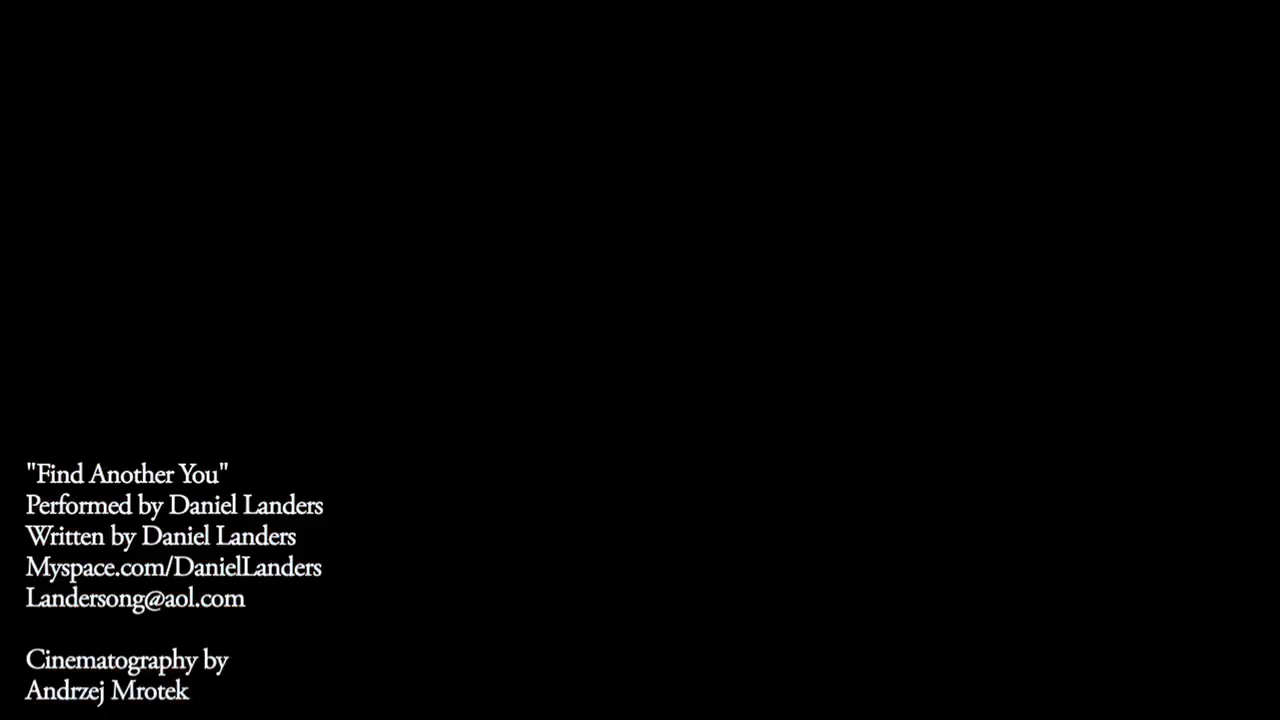 "Find Another You"
Performed by Daniel Landers
Written by Daniel Landers
Myspace.com/DanielLanders
Landersong@aol.com
Cinematography by
Andrzej Mrotek